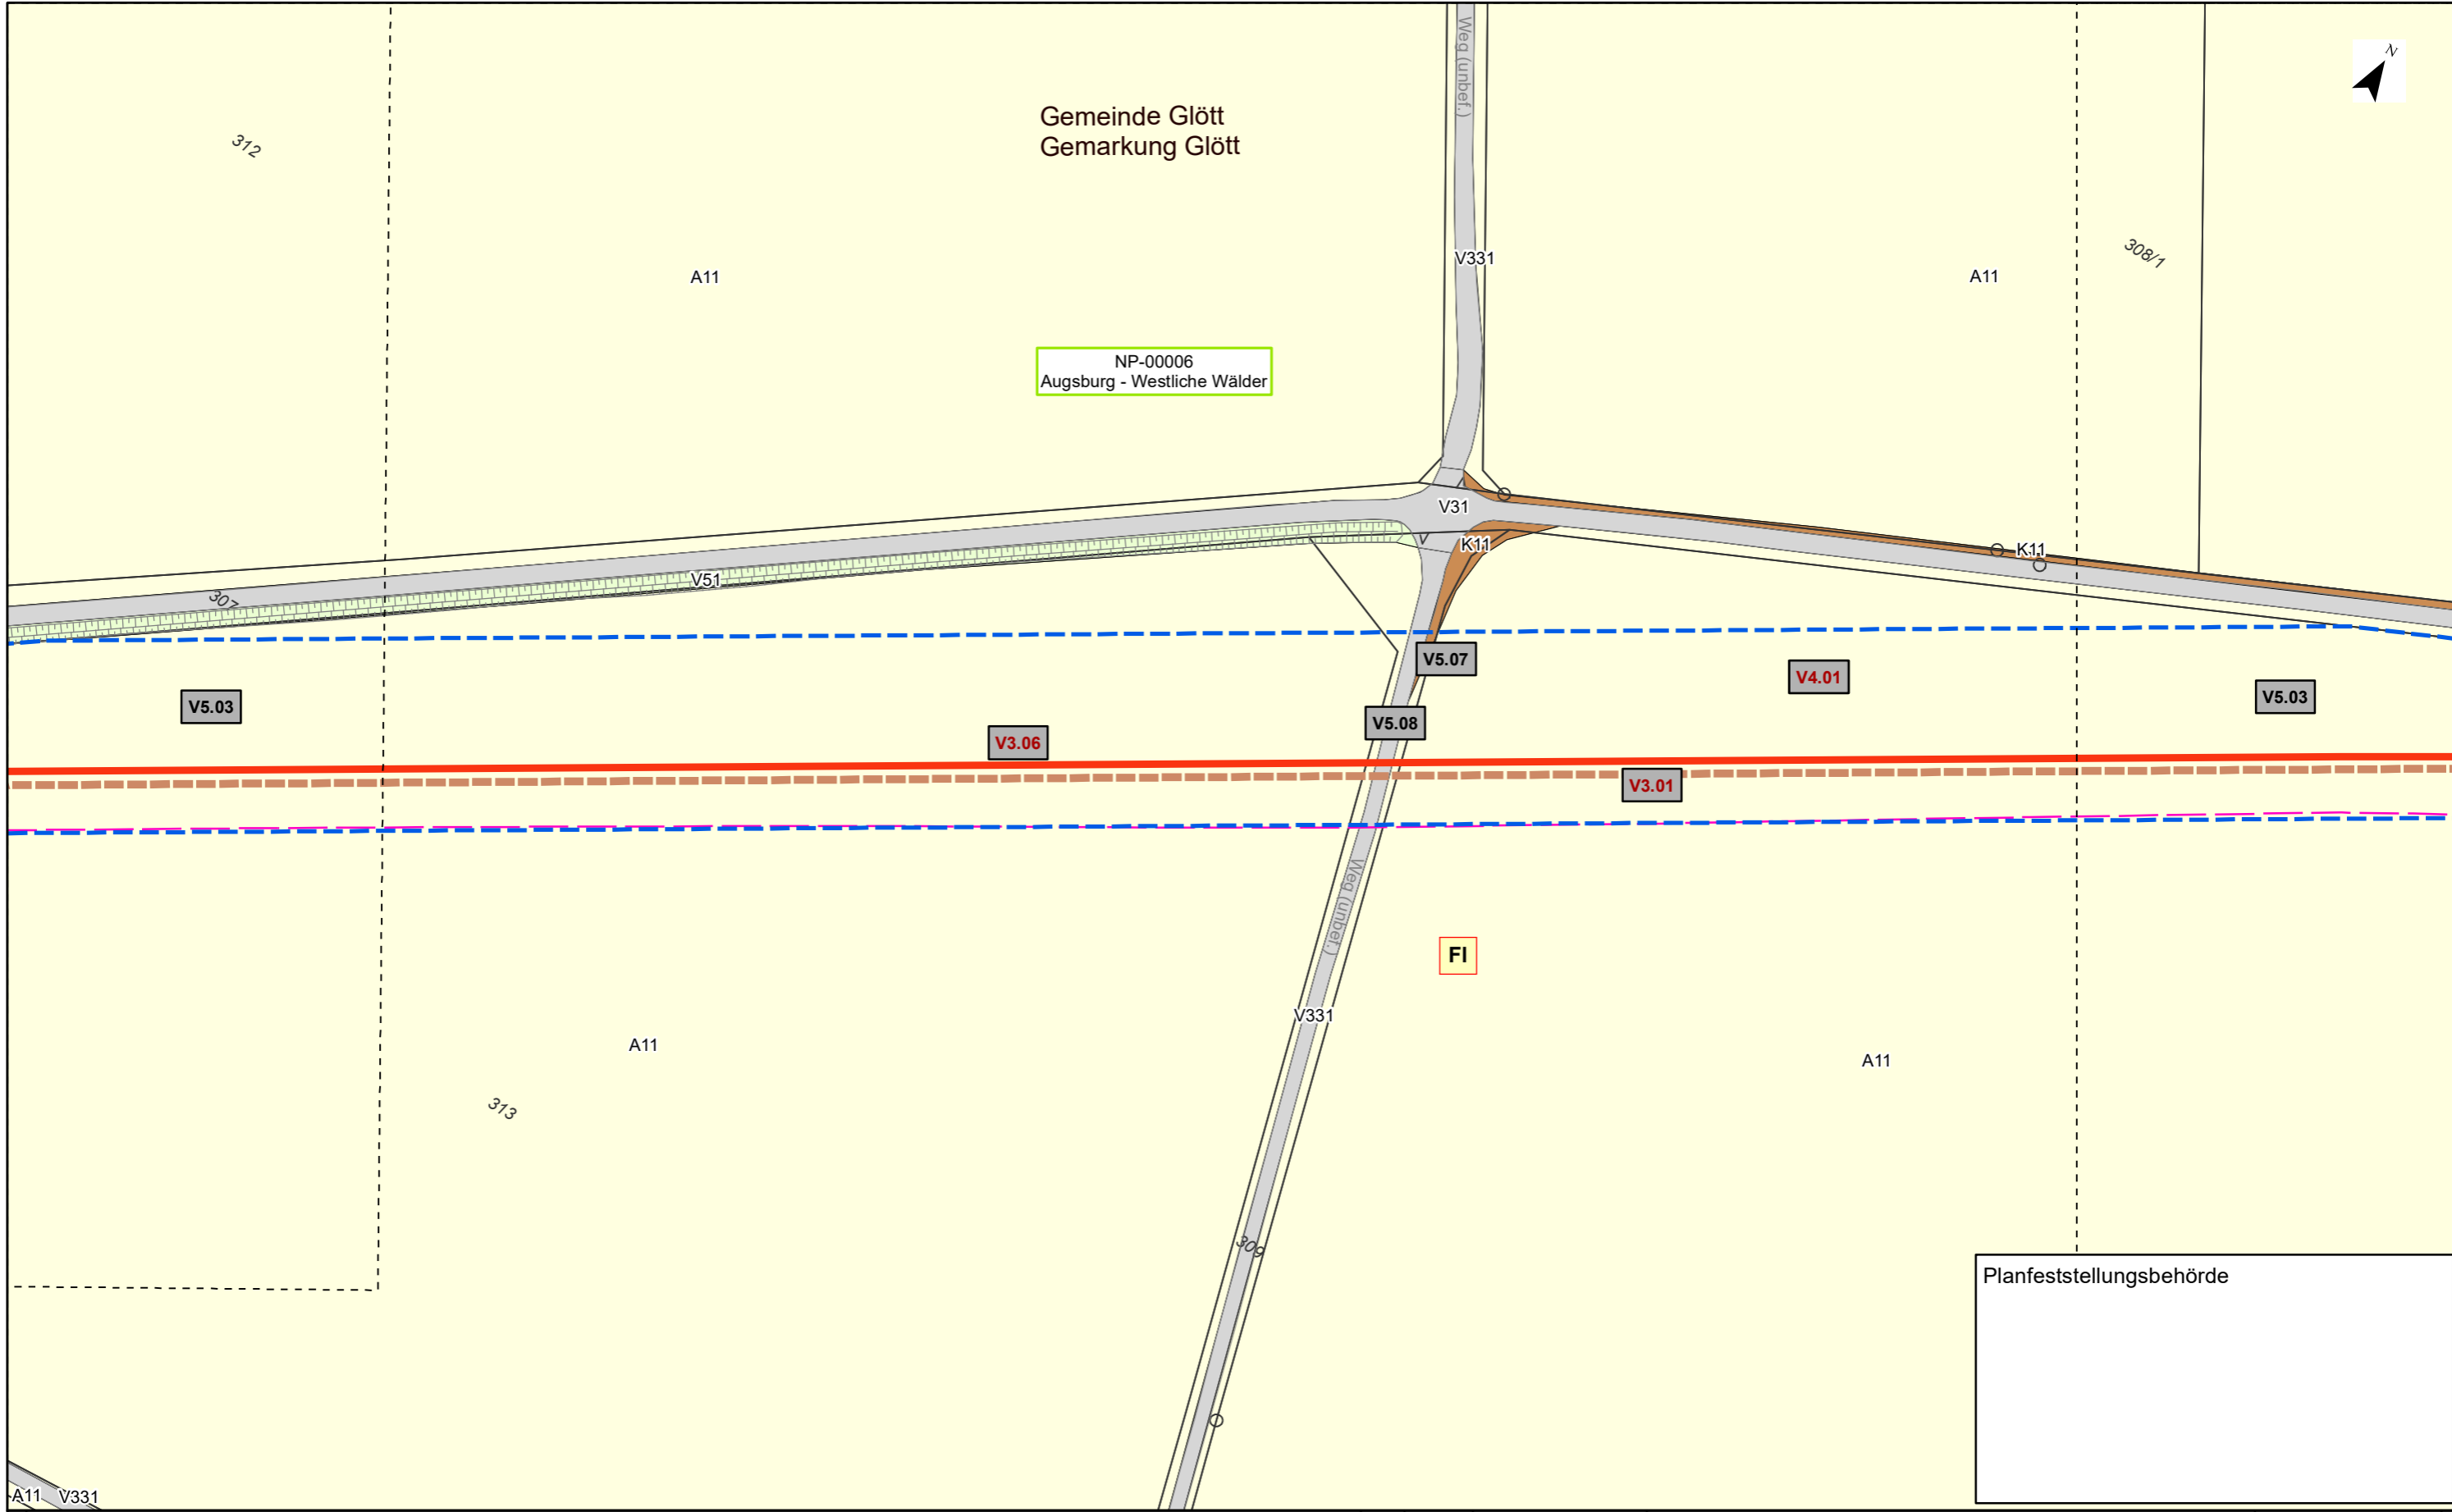 N
Weg (unbef.)
Gemeinde Glött
Gemarkung Glött
312
308/1
V331
A11
A11
NP-00006
Augsburg - Westliche Wälder
V31
K11
K11
V51
307
V5.07
V4.01
V5.03
V5.03
V5.08
V3.06
V3.01
Weg (unbef.)
FI
V331
A11
A11
313
309
Planfeststellungsbehörde
A11
V331